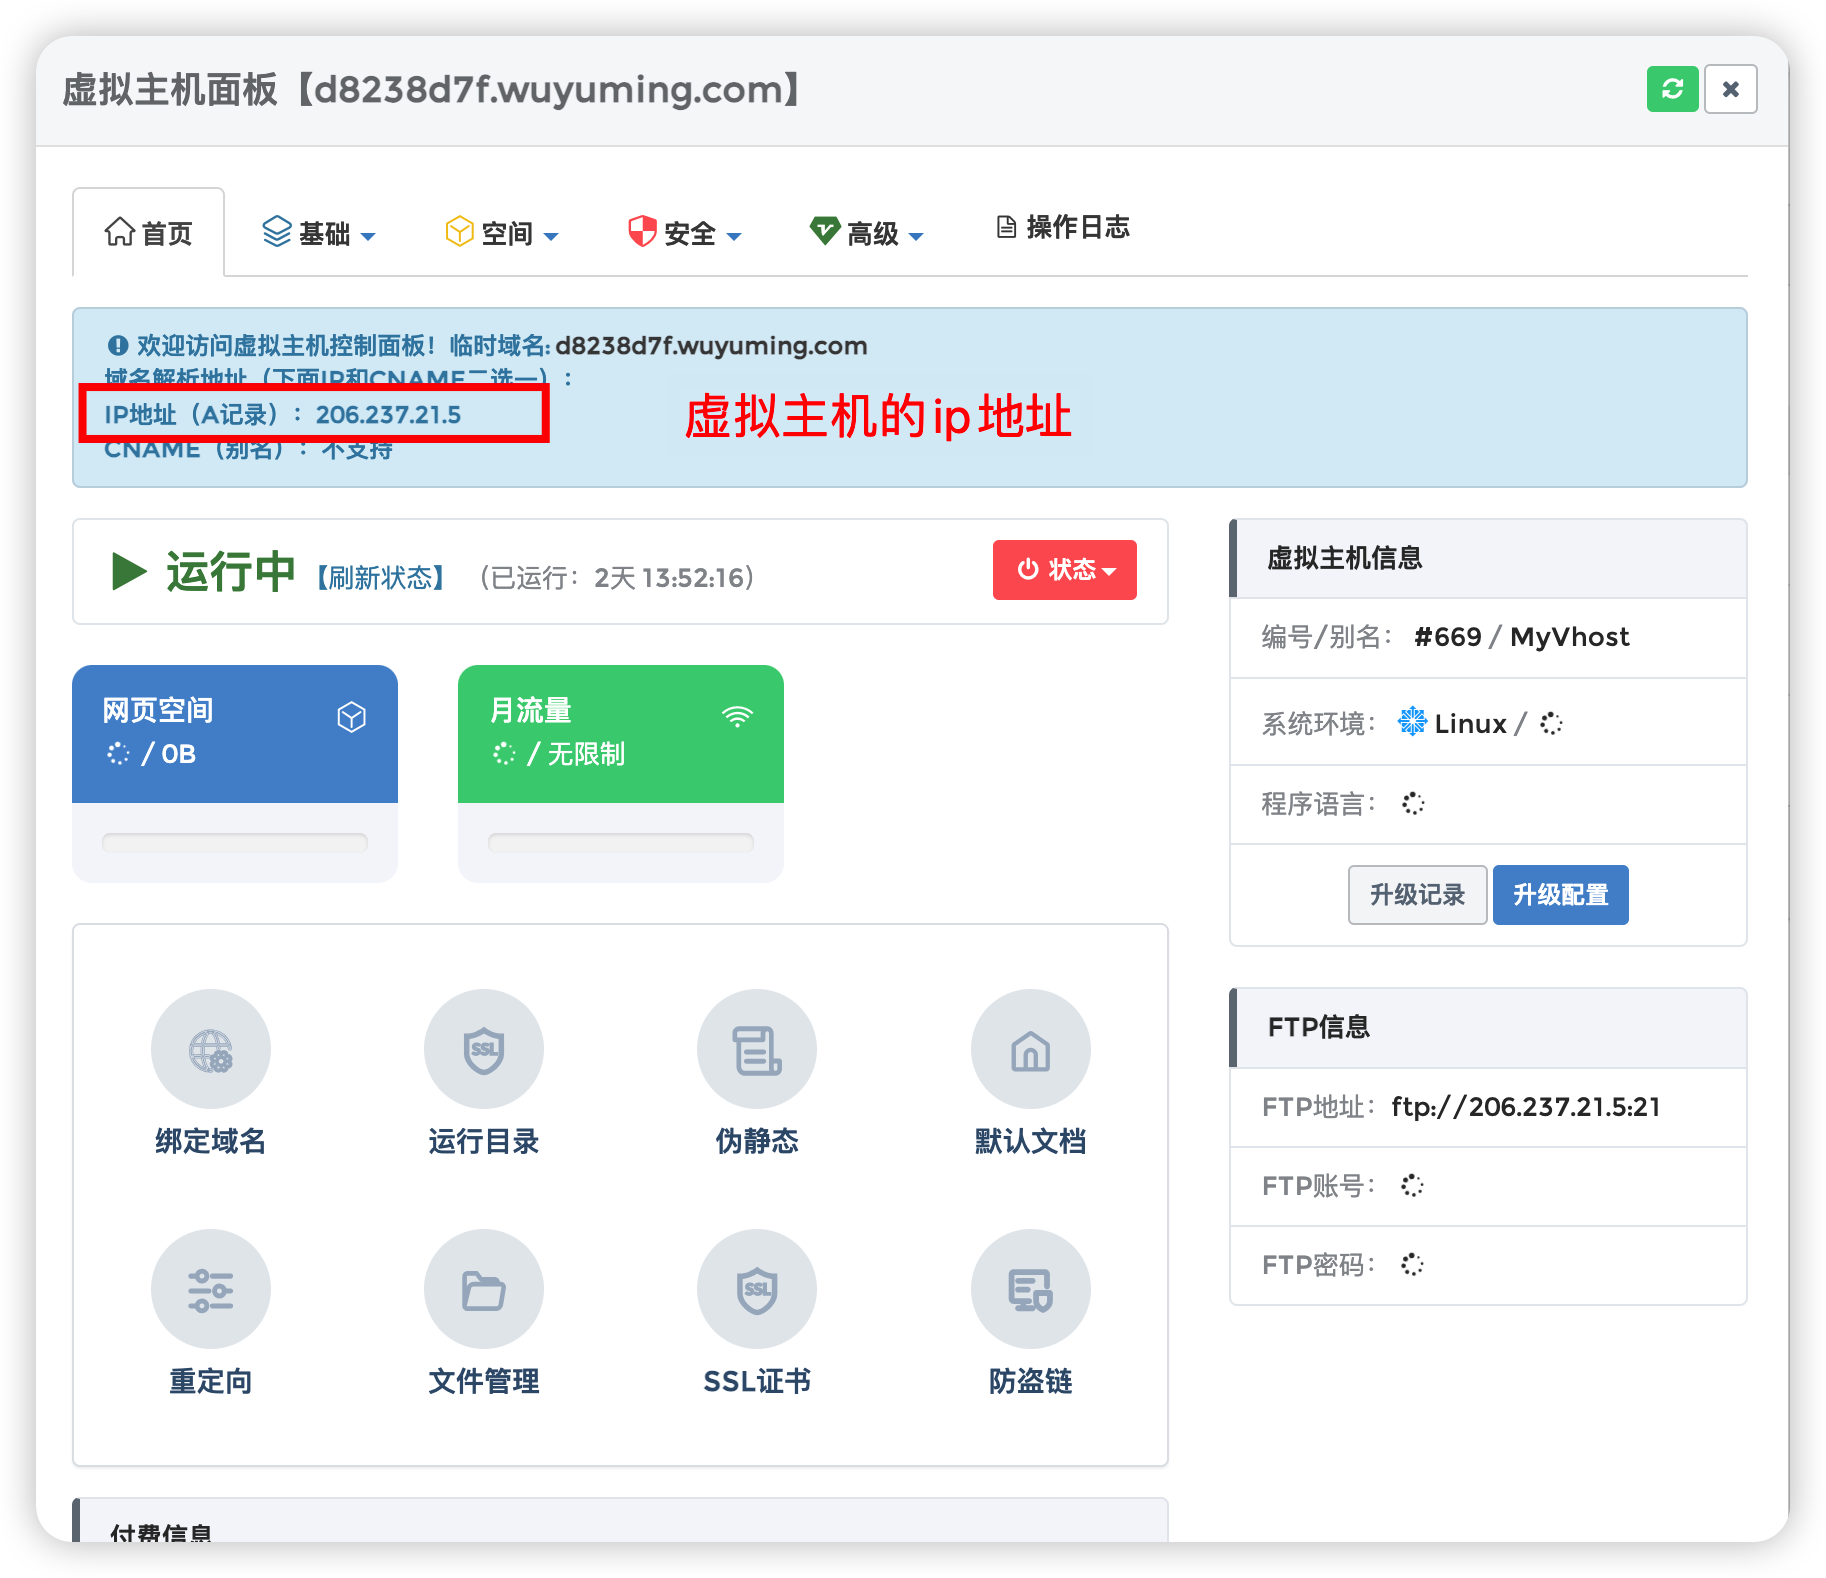 虚拟主机面板【d8238d7f.wuyuming.com】
首页 基础 空间 安全 高级 操作日志
欢迎访问虚拟主机控制面板！临时域名: d8238d7f.wuyuming.com
域名解析地址（下面IP和CNAME二选一）：
IP地址（A记录）：206.237.21.5
虚拟主机的ip地址
CNAME（别名）：不支持
运行中 【刷新状态】 （已运行：2天 13:52:16）
状态
网页空间
/ 0B
月流量
/ 无限制
绑定域名 运行目录 伪静态 默认文档
重定向 文件管理 SSL证书 防盗链
SSL
SSL
付费信息
虚拟主机信息
编号/别名： #669 / MyVhost
系统环境： Linux /
程序语言：
升级记录 升级配置
FTP信息
FTP地址： ftp://206.237.21.5:21
FTP账号：
FTP密码：